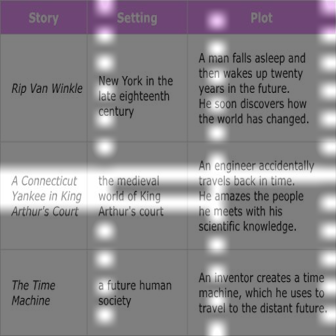 Story Setting Plot
Rip Van Winkle
New York in the
late eighteenth
century
A man falls asleep and
then wakes up twenty
years in the future.
He soon discovers how
the world has changed.
A Connecticut
Yankee in King
Arthur's Court
the medieval
world of King
Arthur's court
An engineer accidentally
travels back in time.
He amazes the people
he meets with his
scientific knowledge.
The Time
Machine
a future human
society
An inventor creates a time
machine, which he uses to
travel to the distant future.